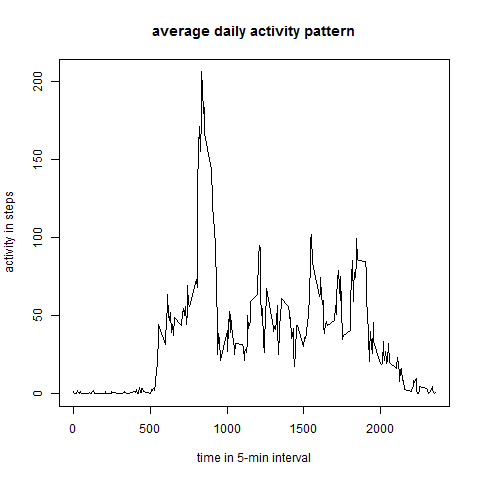 average daily activity pattern
activity in steps
200
150
100
50
0
0 500 1000 1500 2000
time in 5-min interval